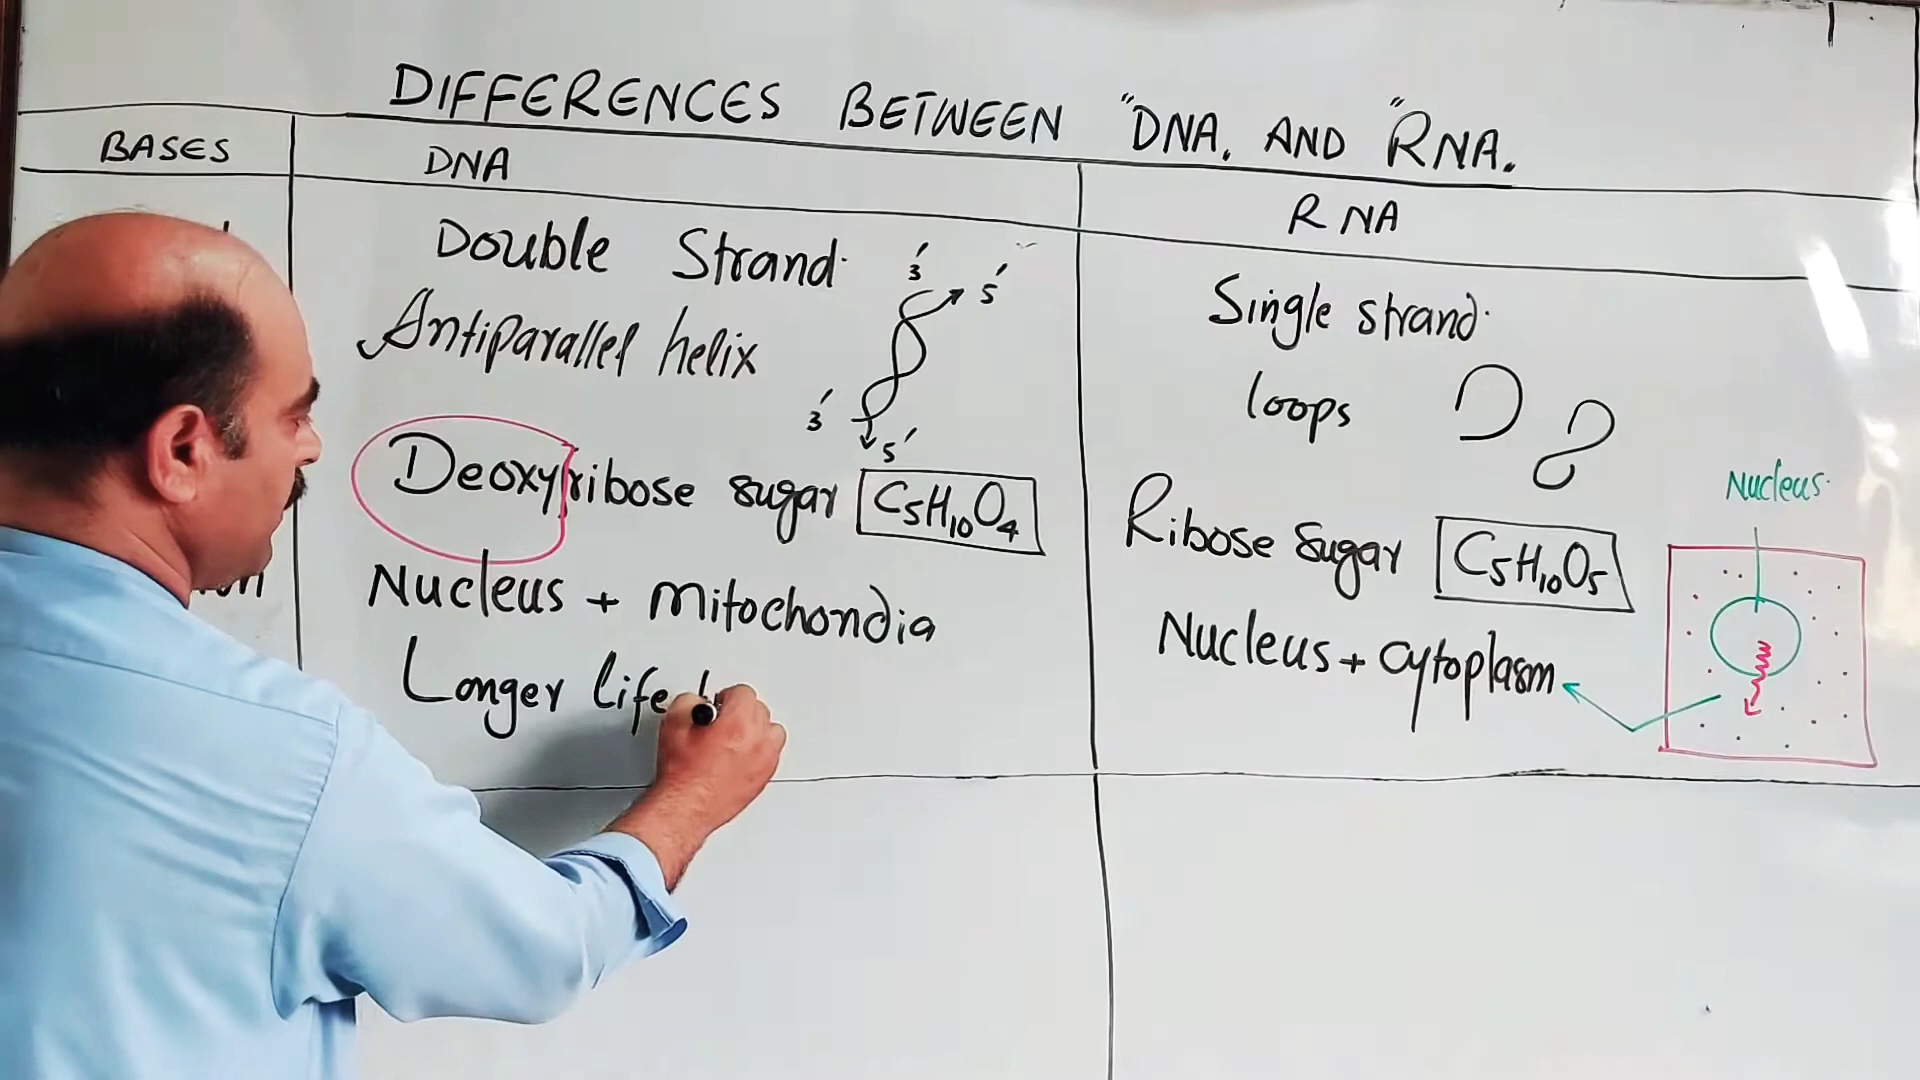 DIFFERENCES BETWEEN "DNA. AND "RNA.
BASES
DNA
RNA
Double Strand.
3′
5′
Antiparallel helix
3′
5′
Deoxyribose sugar C5H10O4
Nucleus + Mitochondia
Longer life
Single strand.
loops
Ribose Sugar C5H10O5
Nucleus + Cytoplasm
Nucleus.